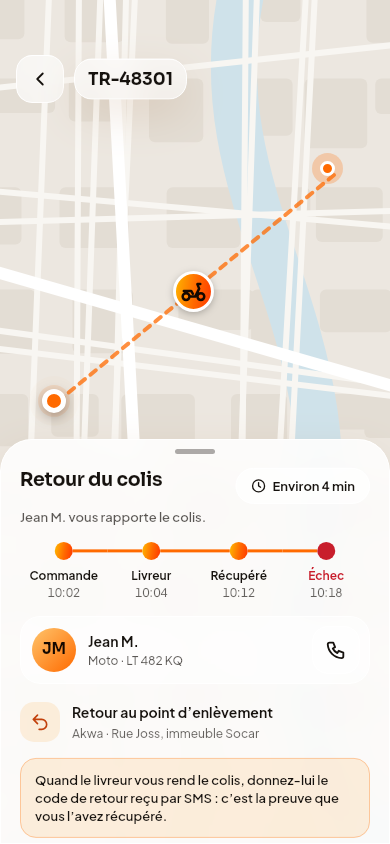 TR-48301
Retour du colis
Environ 4 min
Jean M. vous rapporte le colis.
Commande Livreur Récupéré Échec
10:02 10:04 10:12 10:18
JM
Jean M.
Moto · LT 482 KQ
Retour au point d’enlèvement
Akwa · Rue Joss, immeuble Socar
Quand le livreur vous rend le colis, donnez-lui le
code de retour reçu par SMS : c’est la preuve que
vous l’avez récupéré.